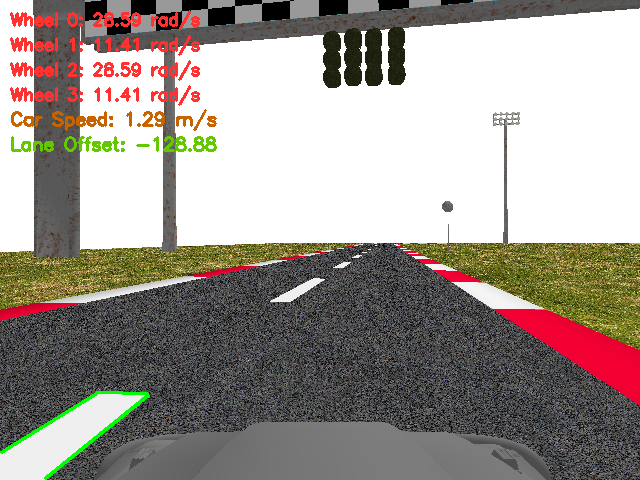 Wheel 0: 28.59 rad/s
Wheel 1: 11.41 rad/s
Wheel 2: 28.59 rad/s
Wheel 3: 11.41 rad/s
Car Speed: 1.29 m/s
Lane Offset: -128.88